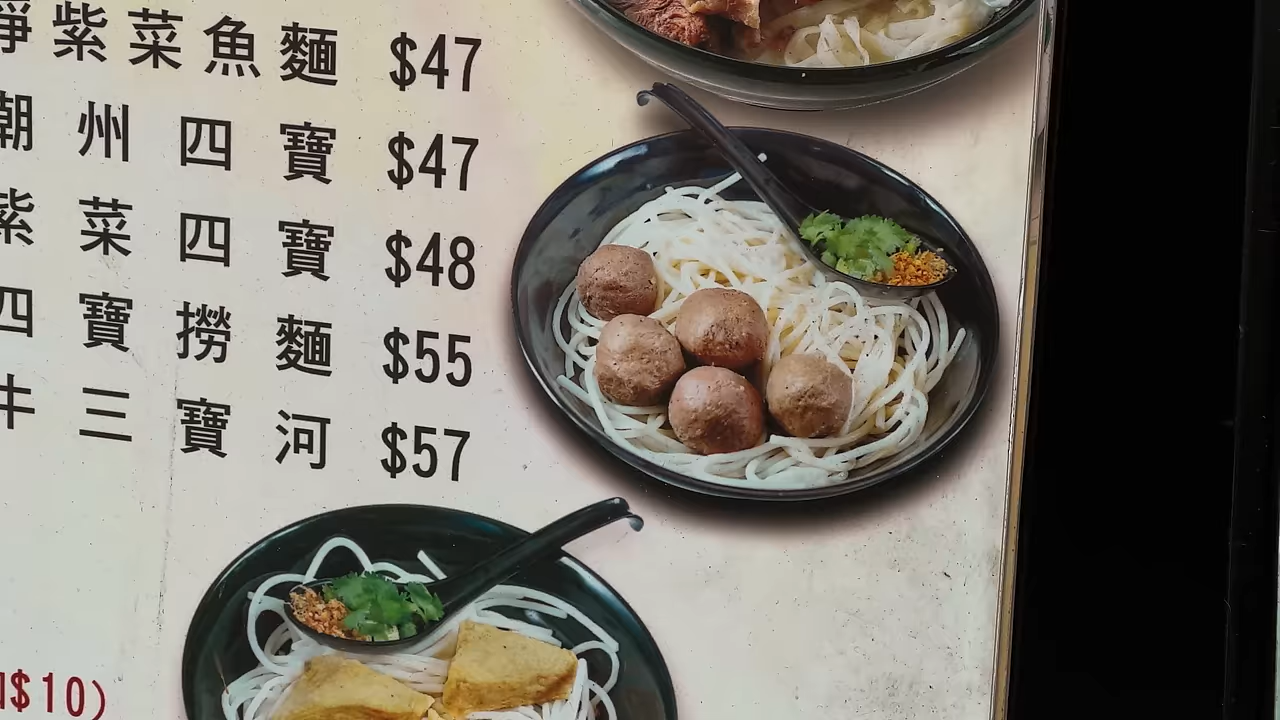 淨紫菜魚麵 $47
潮州四寶 $47
紫菜四寶 $48
四寶撈麵 $55
牛三寶河 $57
$10)